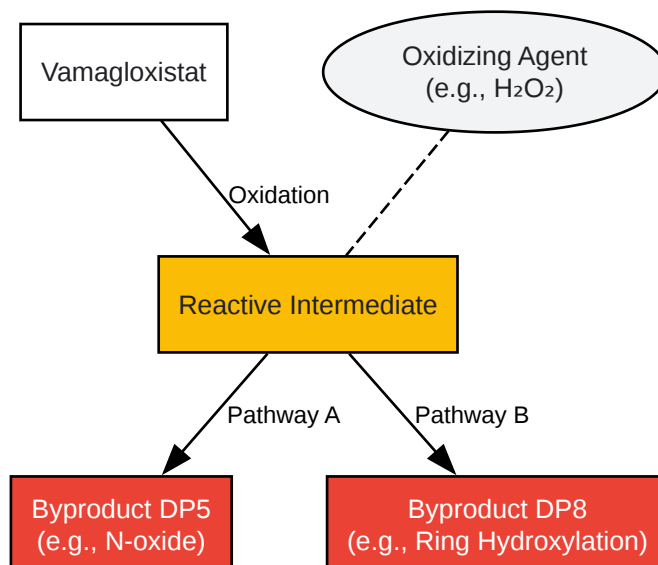 Vamagloxistat
Oxidizing Agent
(e.g., H₂O₂)
Oxidation
Reactive Intermediate
Pathway A
Pathway B
Byproduct DP5
(e.g., N-oxide)
Byproduct DP8
(e.g., Ring Hydroxylation)